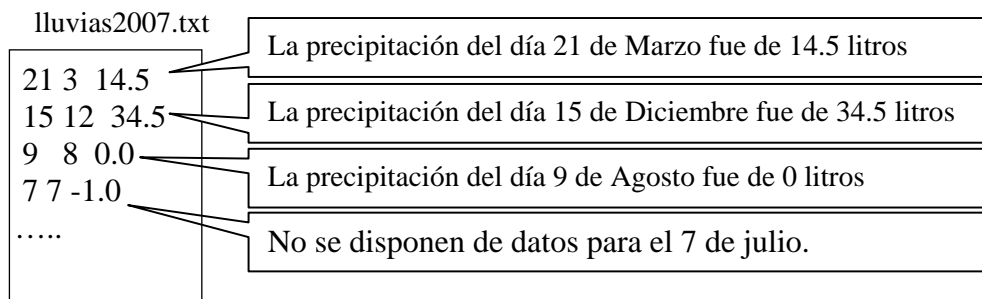 lluvias2007.txt
La precipitación del día 21 de Marzo fue de 14.5 litros
21 3 14.5
La precipitación del día 15 de Diciembre fue de 34.5 litros
15 12 34.5
9 8 0.0
La precipitación del día 9 de Agosto fue de 0 litros
7 7 -1.0
No se disponen de datos para el 7 de julio.
…..